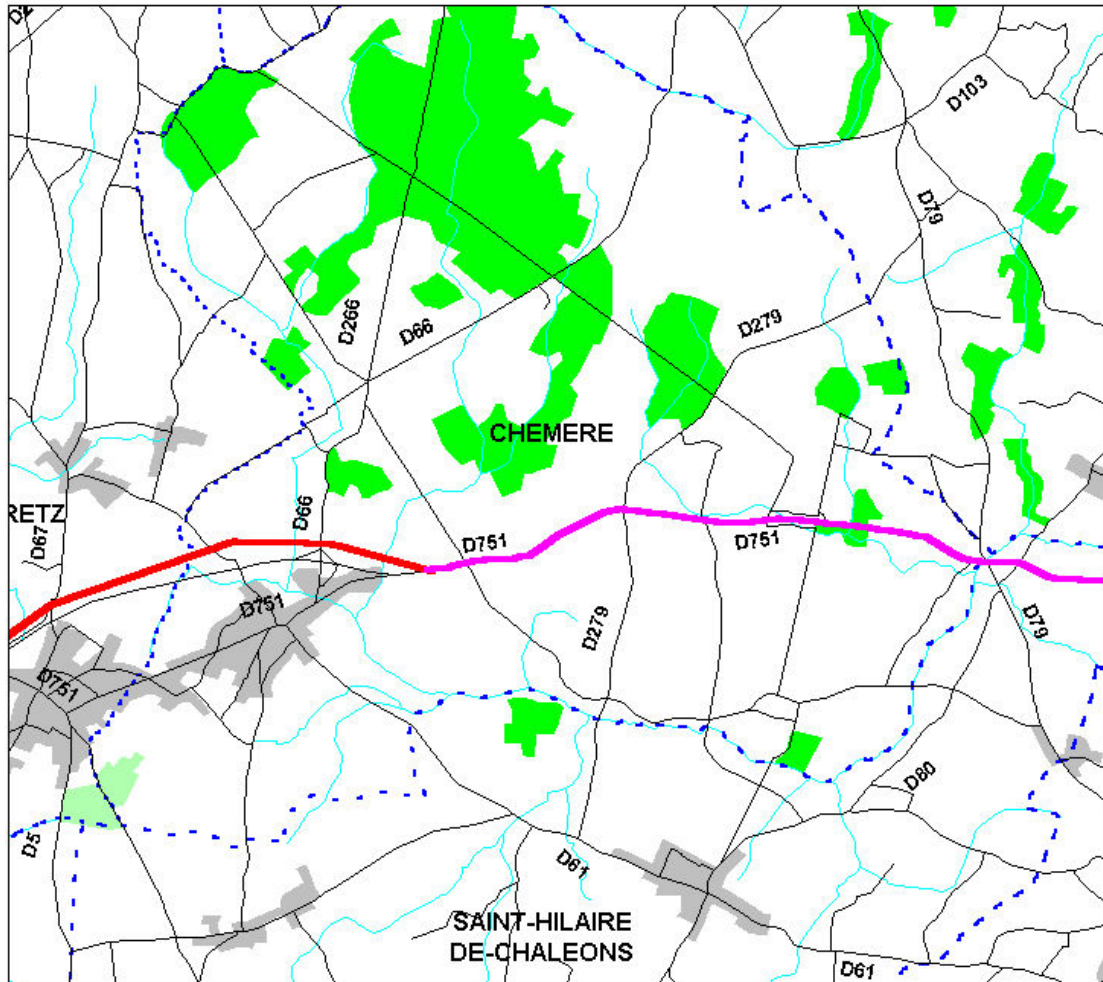 D2
D103
D79
D266
D66
D279
CHEMERE
RETZ
D67
D66
D751
D751
D751
D279
D79
D751
D80
D5
D61
SAINT-HILAIRE
DE-CHALEONS
D61